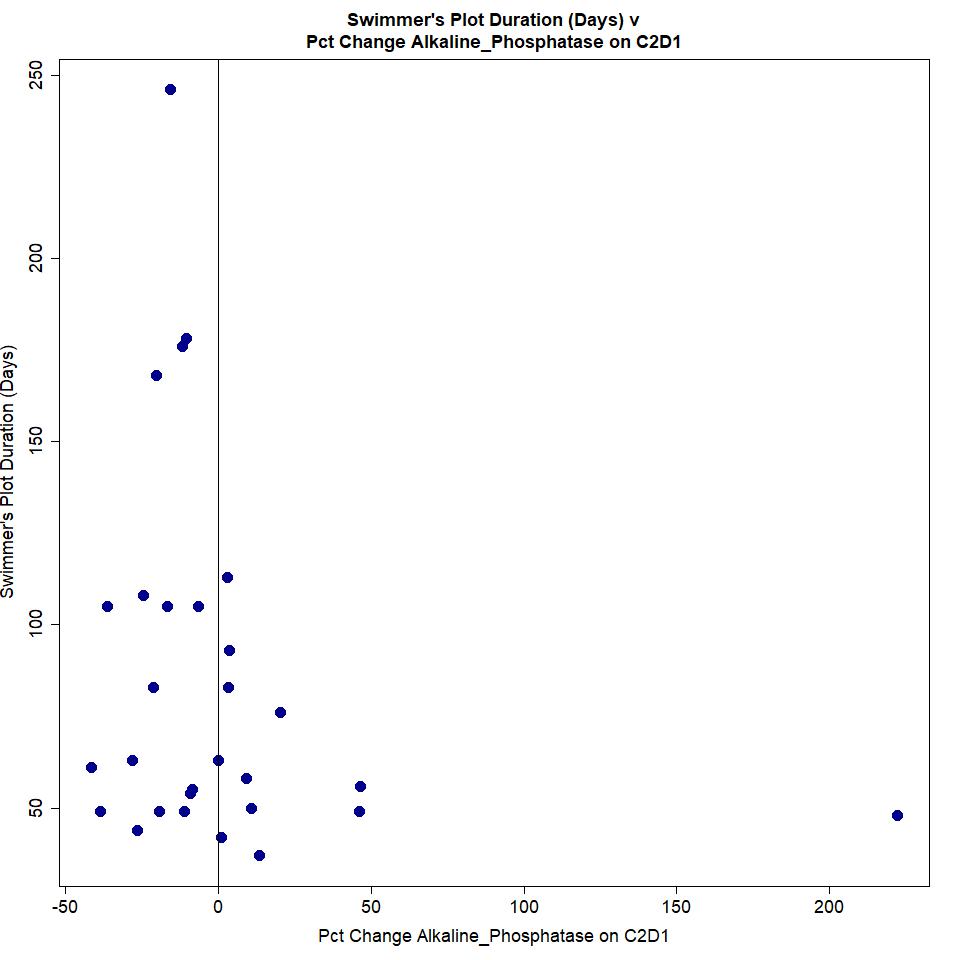 Swimmer's Plot Duration (Days) v
Pct Change Alkaline_Phosphatase on C2D1
Swimmer's Plot Duration (Days)
250
200
150
100
50
-50 0 50 100 150 200
Pct Change Alkaline_Phosphatase on C2D1